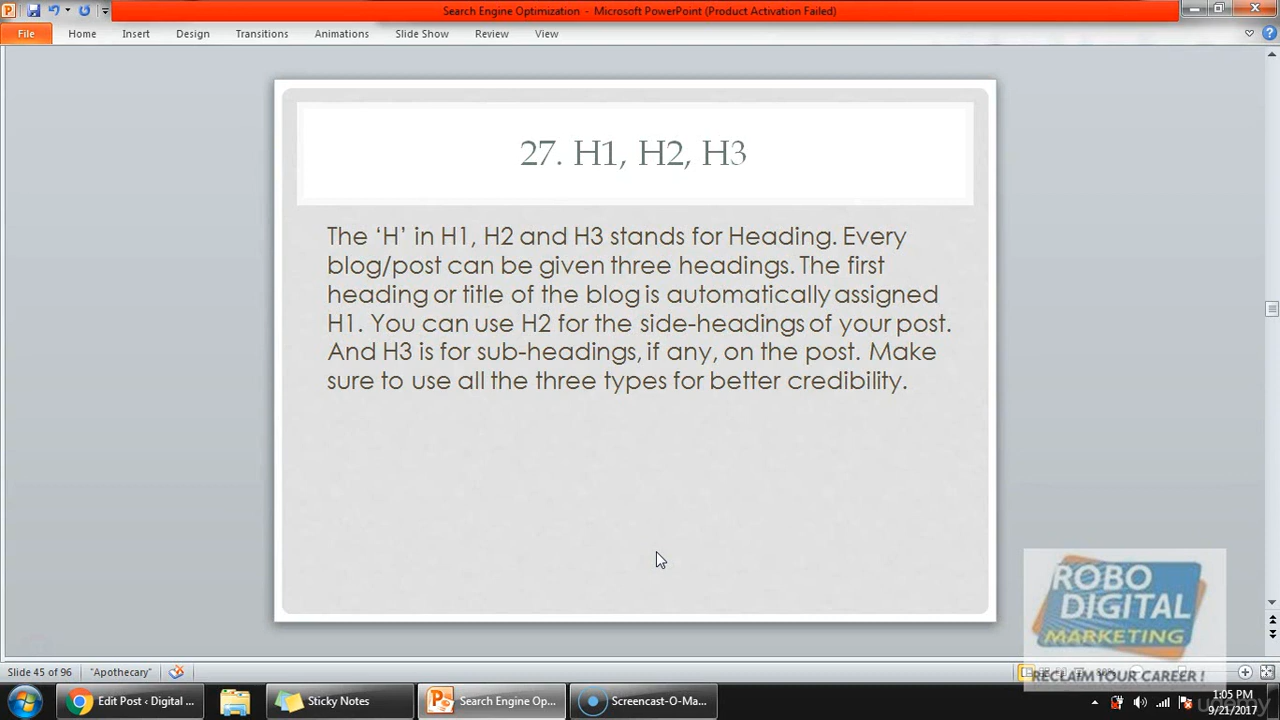 Search Engine Optimization - Microsoft PowerPoint (Product Activation Failed)
File Home Insert Design Transitions Animations Slide Show Review View
27. H1, H2, H3
The ‘H’ in H1, H2 and H3 stands for Heading. Every
blog/post can be given three headings. The first
heading or title of the blog is automatically assigned
H1. You can use H2 for the side-headings of your post.
And H3 is for sub-headings, if any, on the post. Make
sure to use all the three types for better credibility.
ROBO
DIGITAL
MARKETING
RECLAIM YOUR CAREER !
Slide 45 of 96 "Apothecary"
Edit Post ‹ Digital ... Sticky Notes Search Engine Op... Screencast-O-Ma...
1:05 PM
9/21/2017
udemy